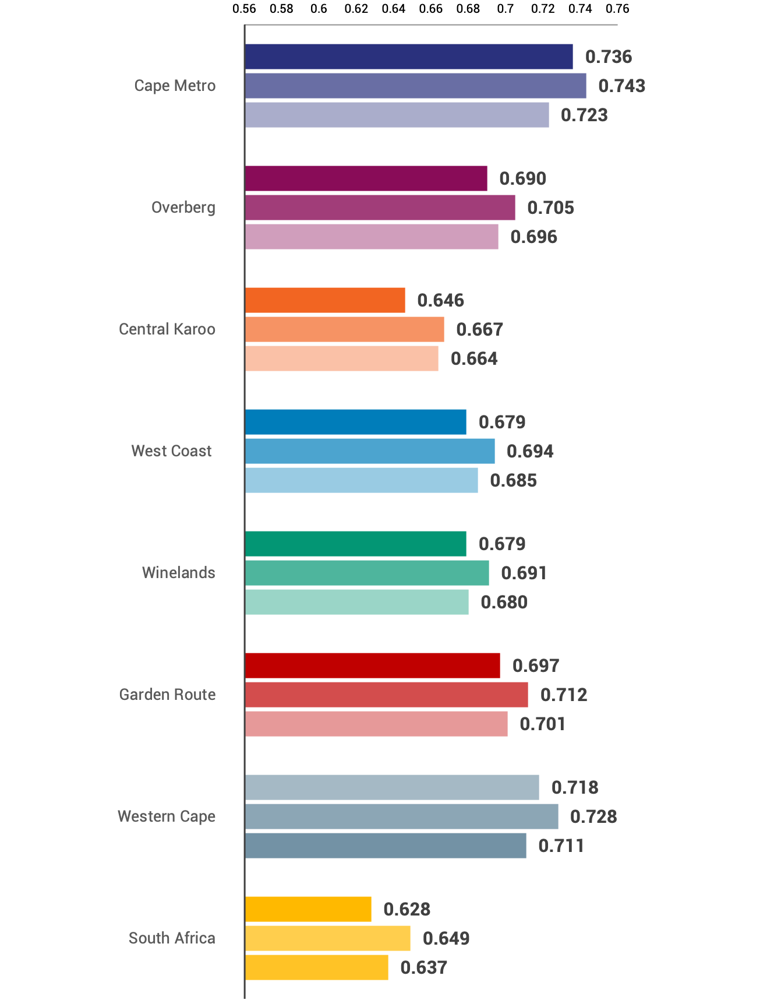 0.56 0.58 0.6 0.62 0.64 0.66 0.68 0.7 0.72 0.74 0.76
0.736
Cape Metro 0.743
0.723
0.690
Overberg 0.705
0.696
0.646
Central Karoo 0.667
0.664
0.679
West Coast 0.694
0.685
0.679
Winelands 0.691
0.680
0.697
Garden Route 0.712
0.701
0.718
Western Cape 0.728
0.711
0.628
South Africa 0.649
0.637